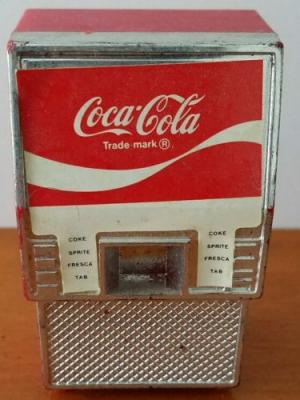 Coca-Cola
Trade-mark®
COKE
SPRITE
FRESCA
TAB
COKE
SPRITE
FRESCA
TAB